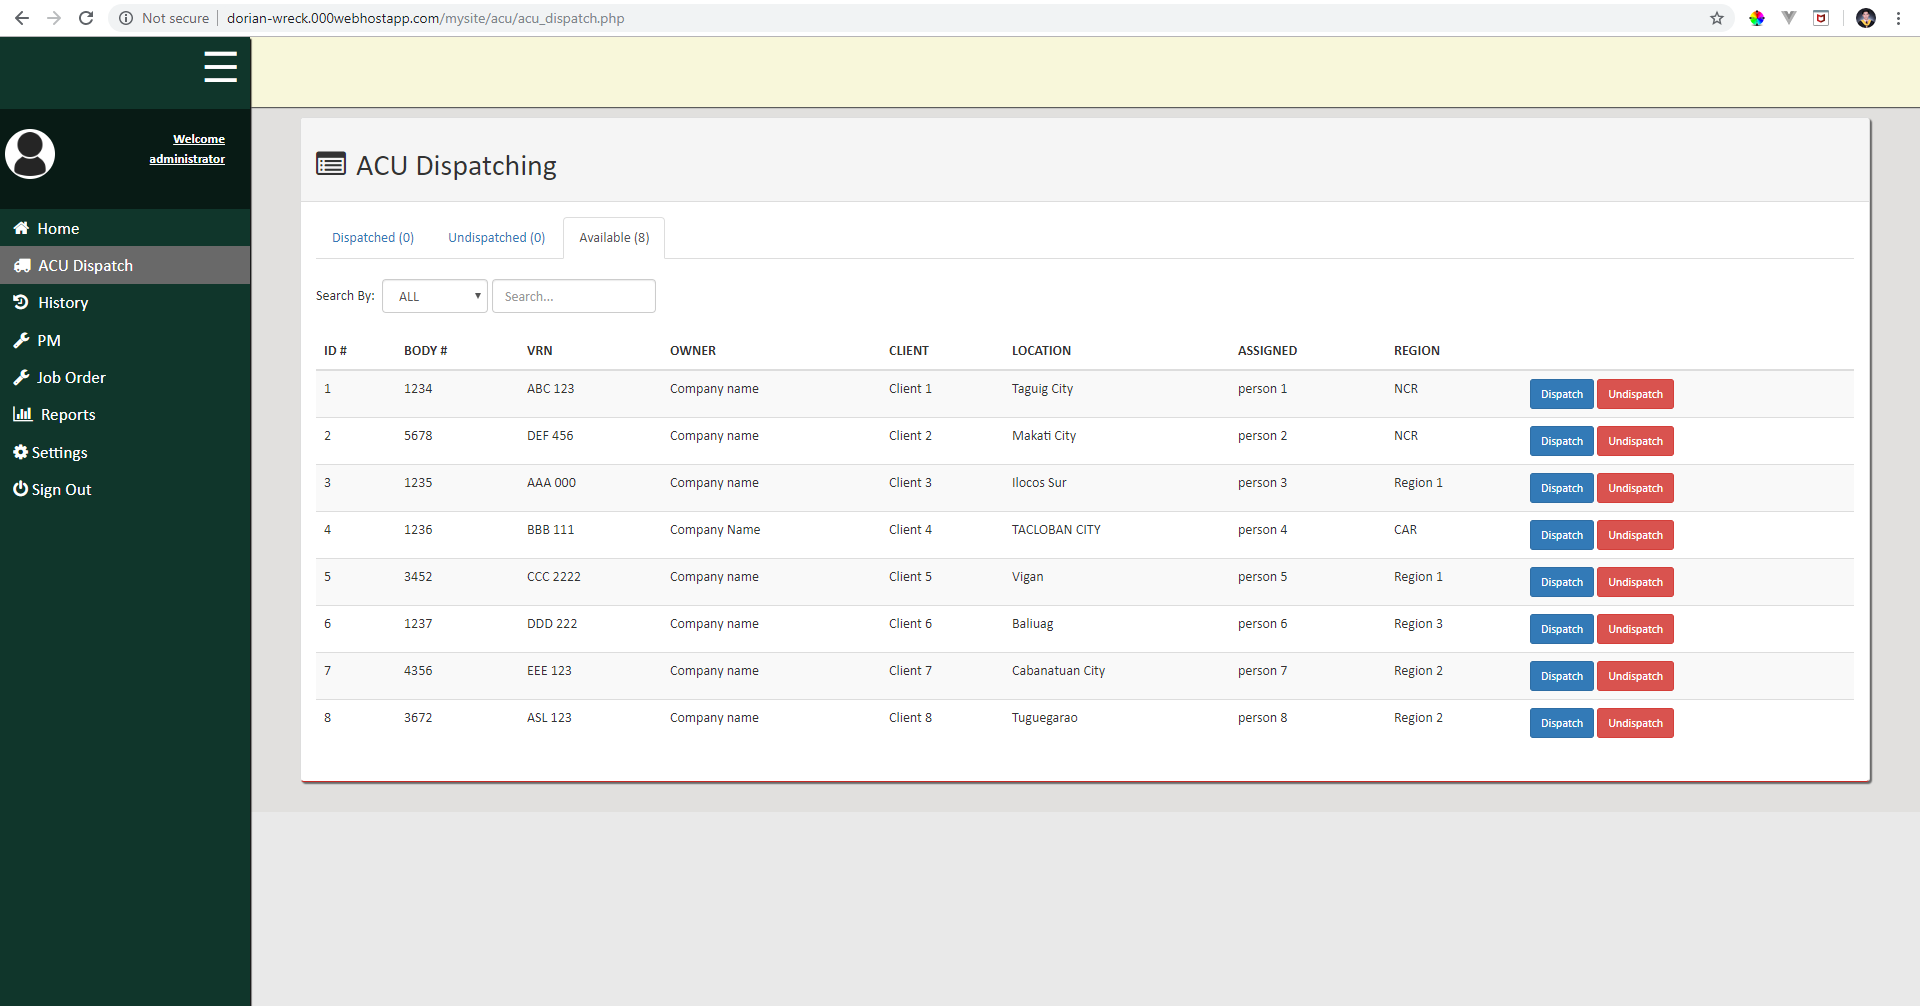 Not secure | dorian-wreck.000webhostapp.com/mysite/acu/acu_dispatch.php
Welcome
administrator
Home
ACU Dispatch
History
PM
Job Order
Reports
Settings
Sign Out
ACU Dispatching
Dispatched (0) Undispatched (0) Available (8)
Search By: ALL Search...
ID # BODY # VRN OWNER CLIENT LOCATION ASSIGNED REGION
1 1234 ABC 123 Company name Client 1 Taguig City person 1 NCR Dispatch Undispatch
2 5678 DEF 456 Company name Client 2 Makati City person 2 NCR Dispatch Undispatch
3 1235 AAA 000 Company name Client 3 Ilocos Sur person 3 Region 1 Dispatch Undispatch
4 1236 BBB 111 Company Name Client 4 TACLOBAN CITY person 4 CAR Dispatch Undispatch
5 3452 CCC 2222 Company name Client 5 Vigan person 5 Region 1 Dispatch Undispatch
6 1237 DDD 222 Company name Client 6 Baliuag person 6 Region 3 Dispatch Undispatch
7 4356 EEE 123 Company name Client 7 Cabanatuan City person 7 Region 2 Dispatch Undispatch
8 3672 ASL 123 Company name Client 8 Tuguegarao person 8 Region 2 Dispatch Undispatch